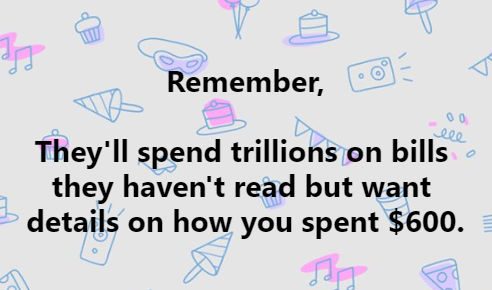 Remember,
They'll spend trillions on bills
they haven't read but want
details on how you spent $600.